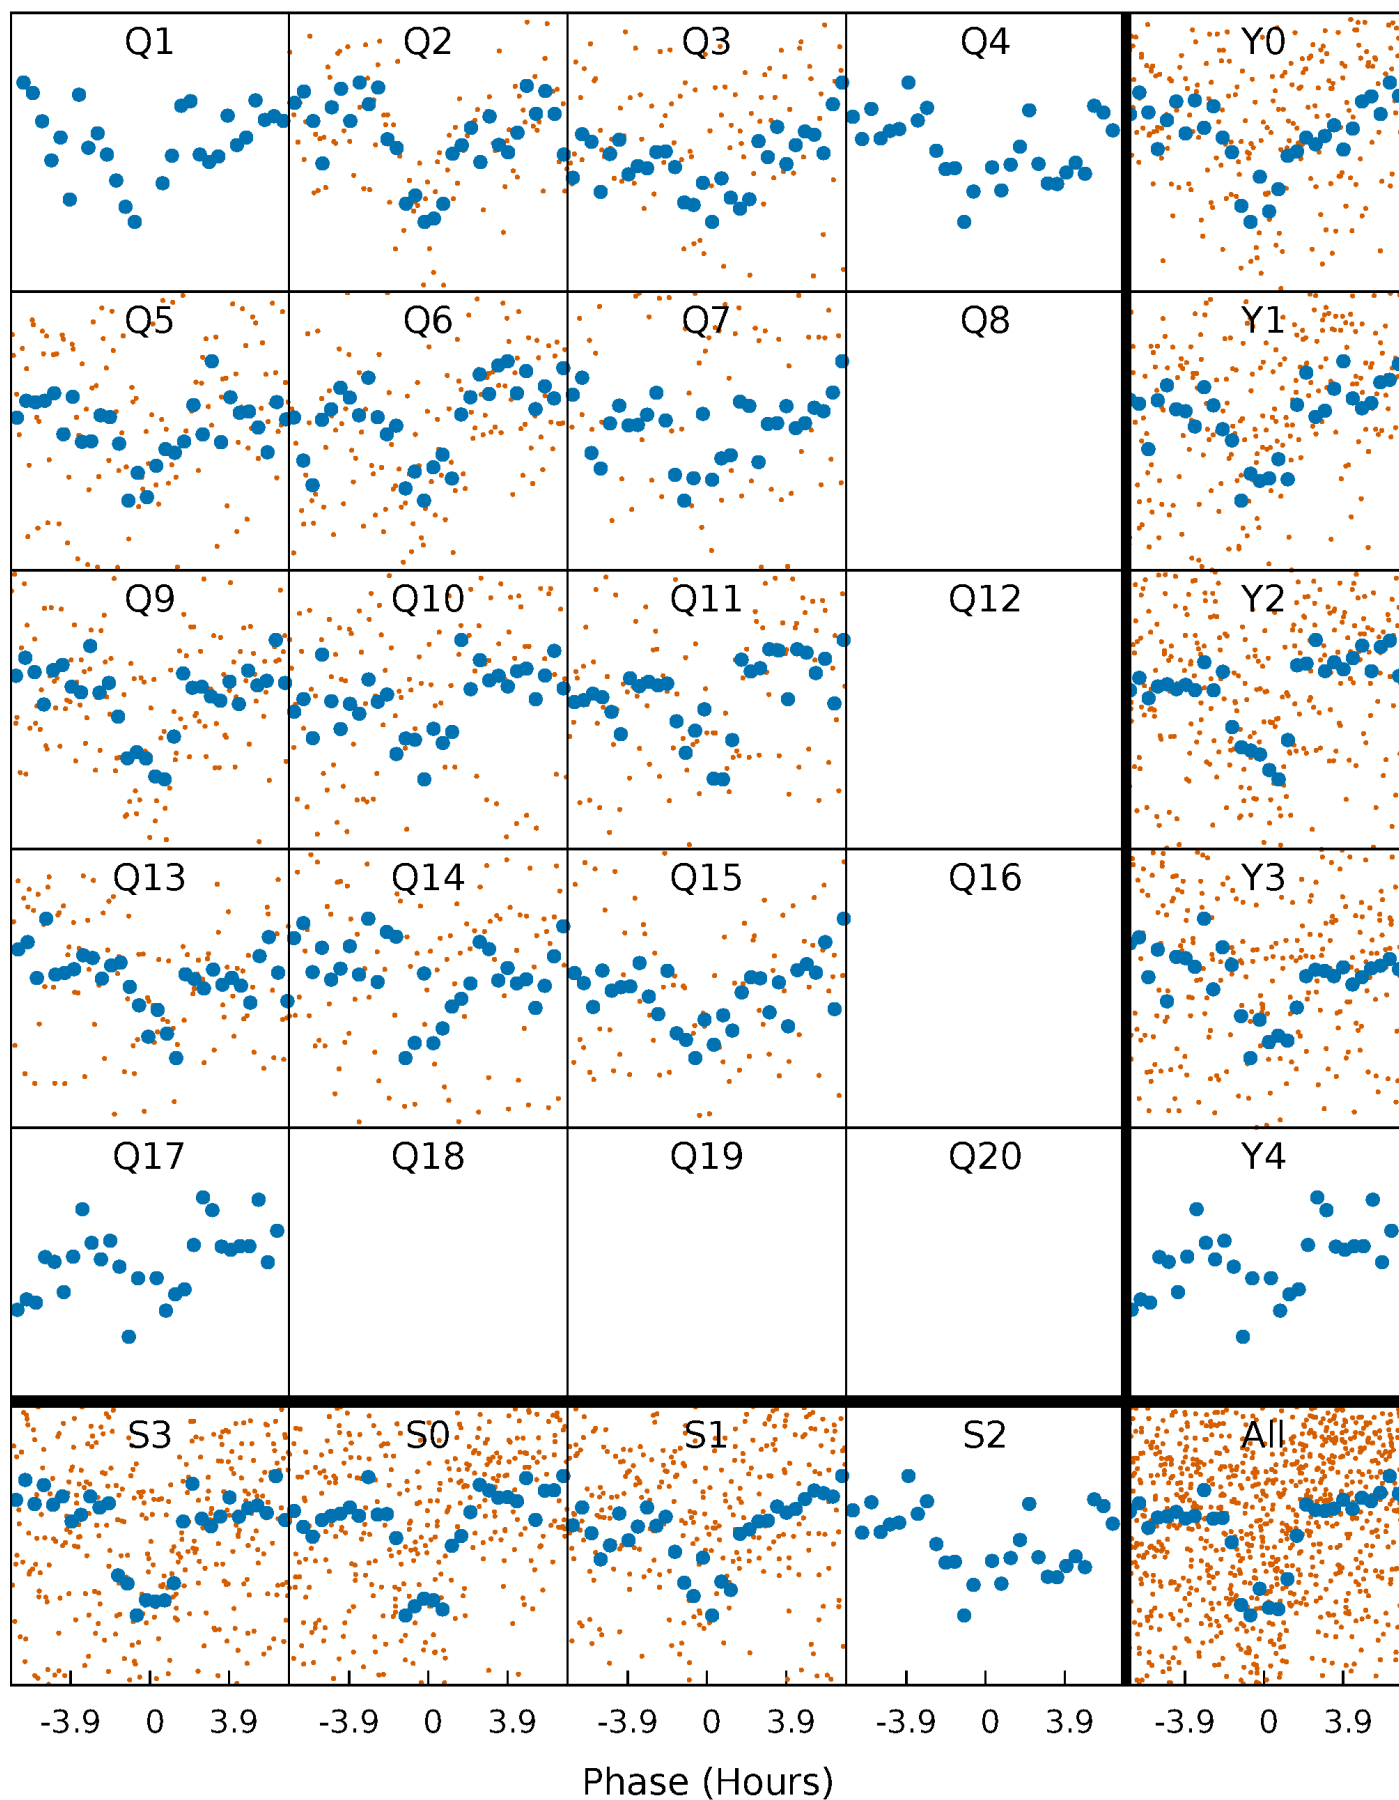 Q1 Q2 Q3 Q4 Y0
Q5 Q6 Q7 Q8 Y1
Q9 Q10 Q11 Q12 Y2
Q13 Q14 Q15 Q16 Y3
Q17 Q18 Q19 Q20 Y4
S3 S0 S1 S2 All
-3.9 0 3.9 -3.9 0 3.9 -3.9 0 3.9 -3.9 0 3.9 -3.9 0 3.9
Phase (Hours)